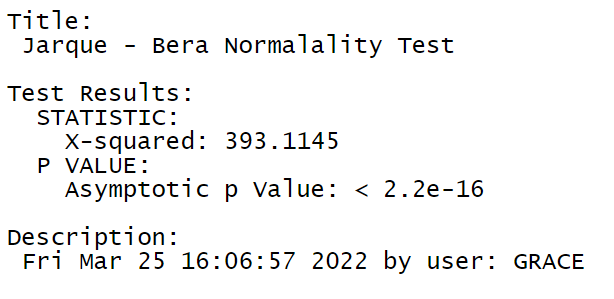 Title:
Jarque - Bera Normalality Test
Test Results:
STATISTIC:
X-squared: 393.1145
P VALUE:
Asymptotic p Value: < 2.2e-16
Description:
Fri Mar 25 16:06:57 2022 by user: GRACE